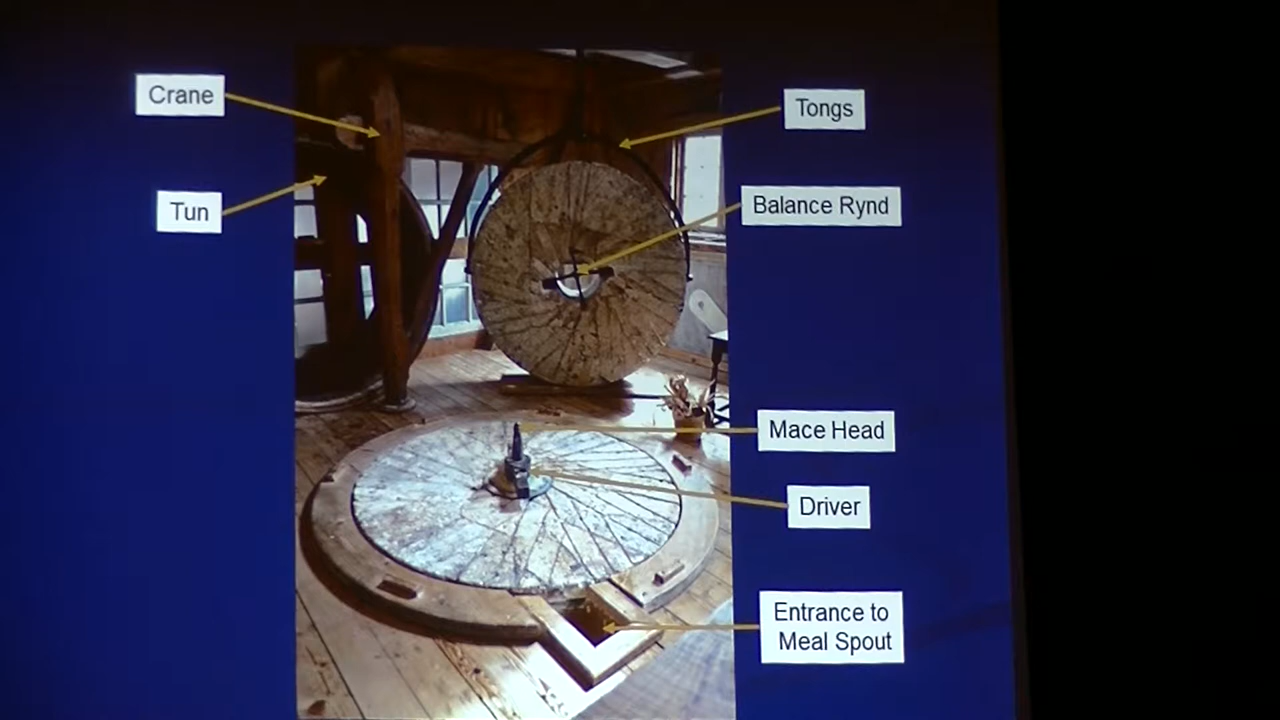 Crane
Tongs
Tun
Balance Rynd
Mace Head
Driver
Entrance to
Meal Spout